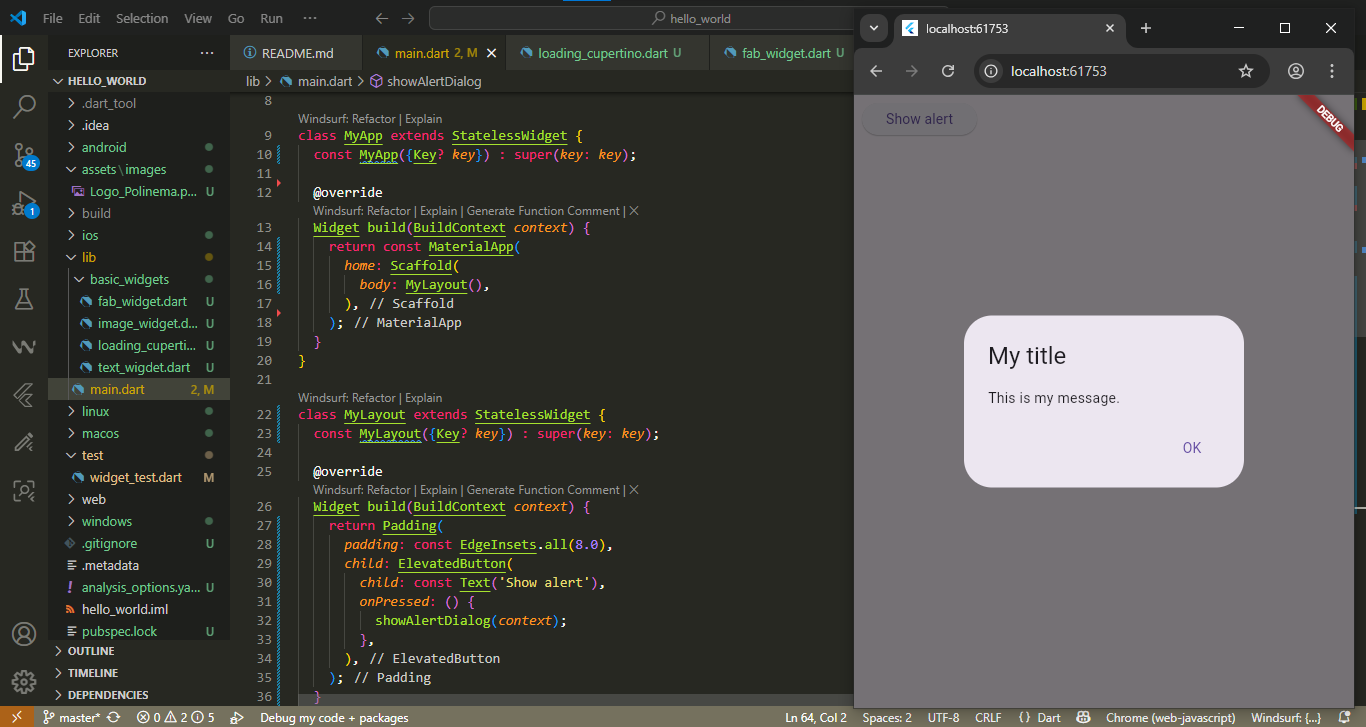 File Edit Selection View Go Run ···
hello_world
EXPLORER ···
HELLO_WORLD
.dart_tool
.idea
android
assets\images
Logo_Polinema.p... U
build
ios
lib
basic_widgets
fab_widget.dart U
image_widget.d... U
loading_cuperti... U
text_wigdet.dart U
main.dart 2, M
linux
macos
test
widget_test.dart M
web
windows
.gitignore U
.metadata
analysis_options.ya... U
hello_world.iml
pubspec.lock U
OUTLINE
TIMELINE
DEPENDENCIES
45
1
README.md
main.dart 2, M
loading_cupertino.dart U
fab_widget.dart U
lib > main.dart > showAlertDialog
8
Windsurf: Refactor | Explain
9 class MyApp extends StatelessWidget {
10 const MyApp({Key? key}) : super(key: key);
11
12 @override
Windsurf: Refactor | Explain | Generate Function Comment | X
13 Widget build(BuildContext context) {
14 return const MaterialApp(
15 home: Scaffold(
16 body: MyLayout(),
17 ), // Scaffold
18 ); // MaterialApp
19 }
20 }
21
Windsurf: Refactor | Explain
22 class MyLayout extends StatelessWidget {
23 const MyLayout({Key? key}) : super(key: key);
24
25 @override
Windsurf: Refactor | Explain | Generate Function Comment | X
26 Widget build(BuildContext context) {
27 return Padding(
28 padding: const EdgeInsets.all(8.0),
29 child: ElevatedButton(
30 child: const Text('Show alert'),
31 onPressed: () {
32 showAlertDialog(context);
33 },
34 ), // ElevatedButton
35 ); // Padding
36 }
localhost:61753
localhost:61753
Show alert
DEBUG
My title
This is my message.
OK
master* 0 2 5 Debug my code + packages Ln 64, Col 2 Spaces: 2 UTF-8 CRLF {} Dart Chrome (web-javascript) Windsurf: {...}